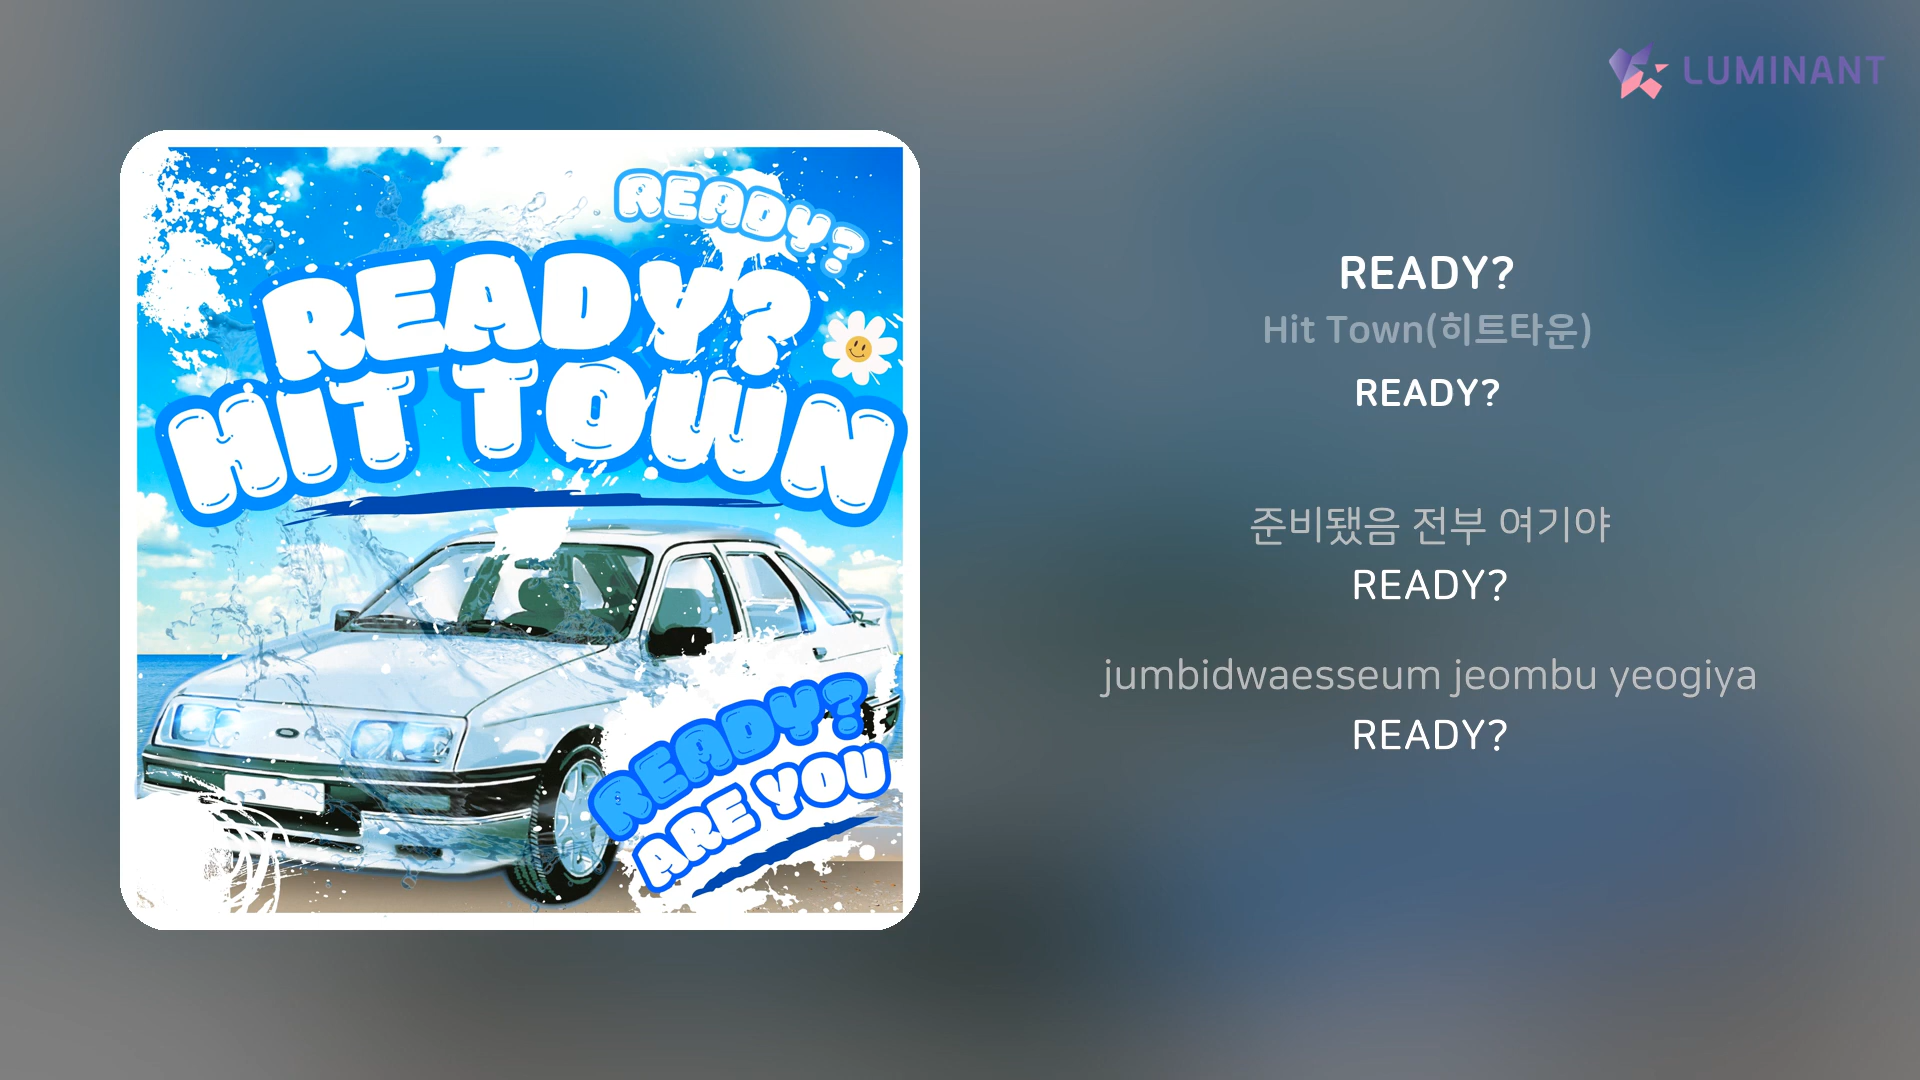 READY?
READY?
HIT TOWN
READY?
ARE YOU
LUMINANT
READY?
Hit Town(히트타운)
READY?
준비됐음 전부 여기야
READY?
jumbidwaesseum jeombu yeogiya
READY?